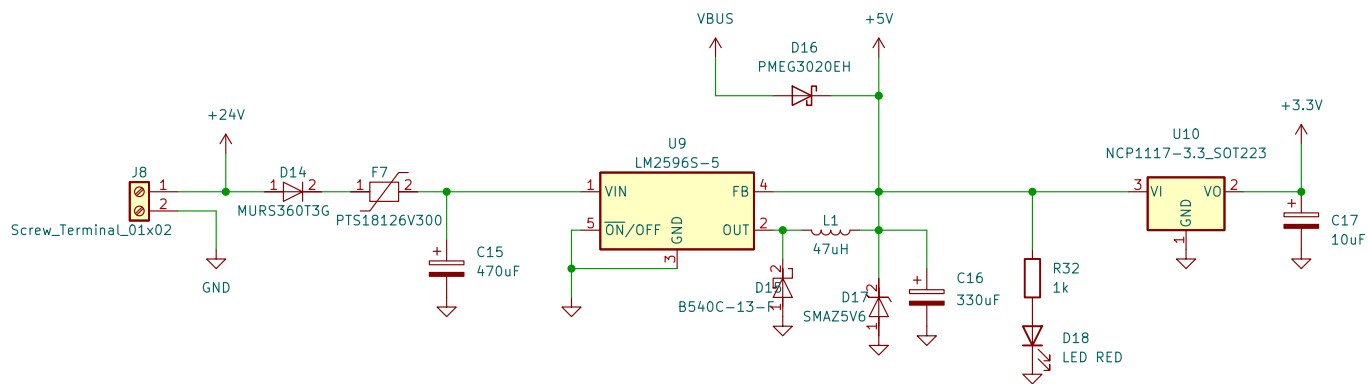 VBUS
+5V
D16
PMEG3020EH
+24V
+3.3V
U9
LM2596S-5
U10
NCP1117-3.3_SOT223
J8
1
2
Screw_Terminal_01x02
GND
D14
1
2
MURS360T3G
F7
1
2
PTS18126V300
+
C15
470uF
1
VIN
FB
4
5
ON/OFF
GND
3
OUT
2
L1
47uH
2
D15
B540C-13-F
1
2
D17
SMAZ5V6
1
+
C16
330uF
R32
1k
D18
LED RED
3
VI
VO
2
GND
1
+
C17
10uF